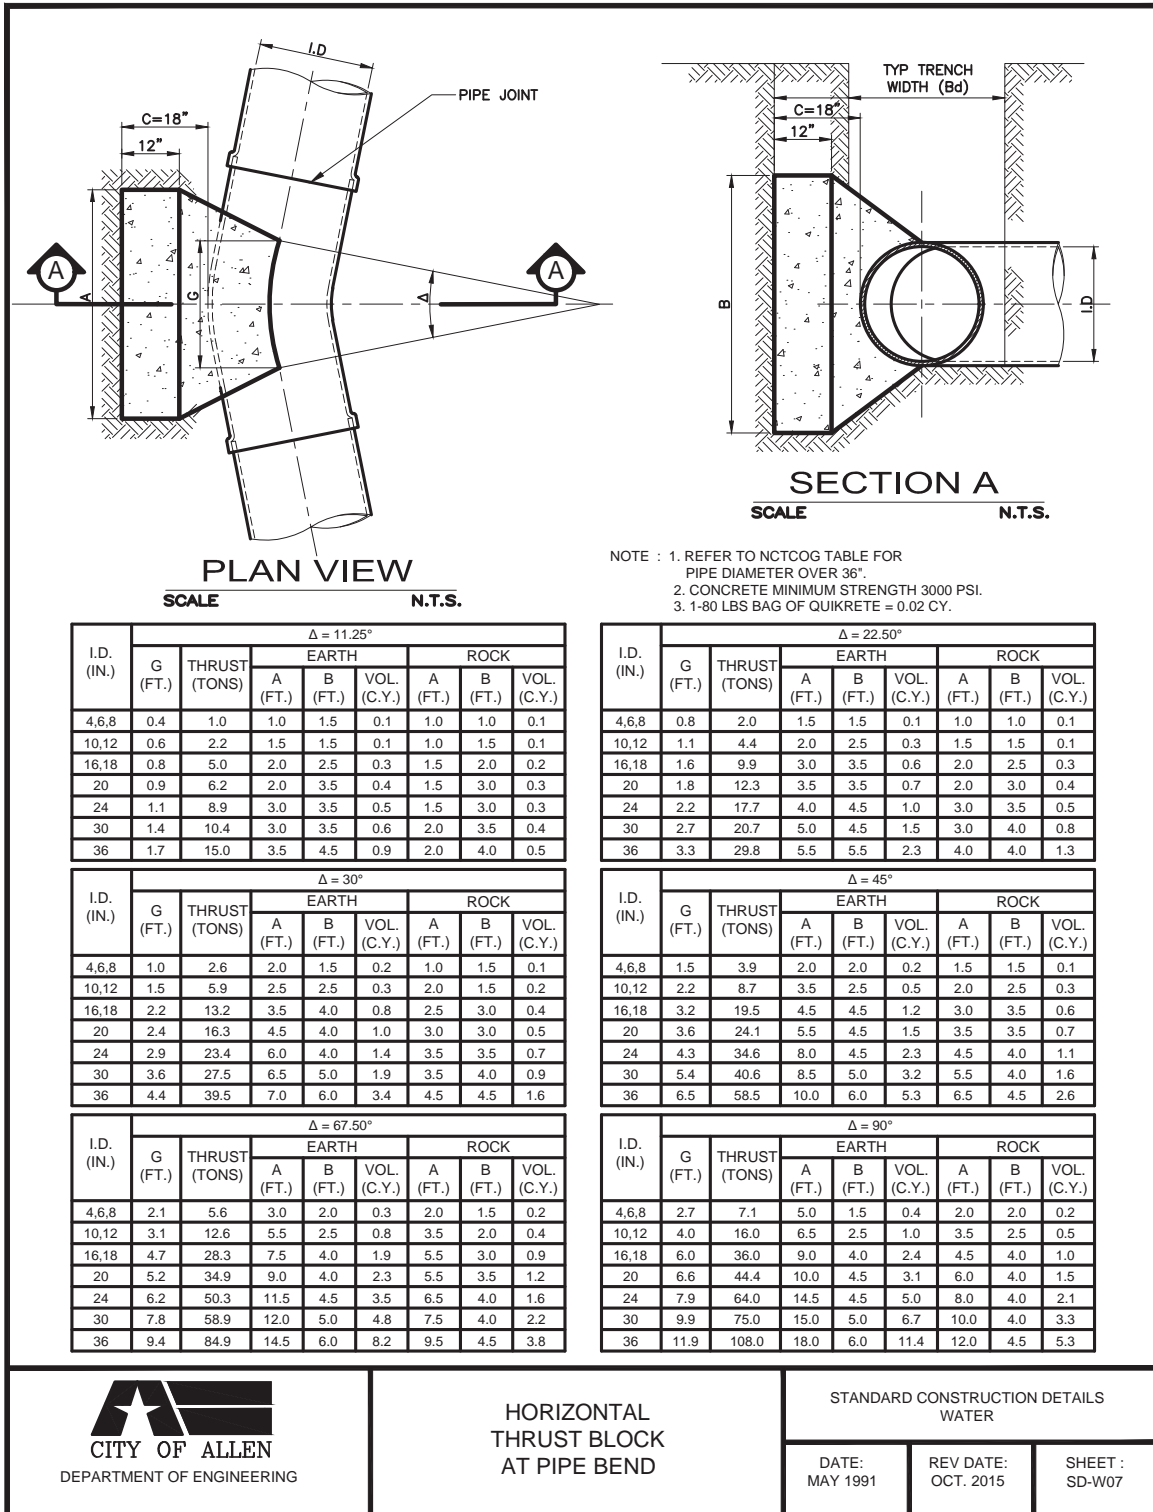 I.D
PIPE JOINT
C=18"
12"
A
A
A
G
Δ
PLAN VIEW
SCALE N.T.S.
TYP TRENCH
WIDTH (Bd)
C=18"
12"
B
I.D
SECTION A
SCALE N.T.S.
NOTE : 1. REFER TO NCTCOG TABLE FOR
PIPE DIAMETER OVER 36".
2. CONCRETE MINIMUM STRENGTH 3000 PSI.
3. 1-80 LBS BAG OF QUIKRETE = 0.02 CY.
I.D. (IN.) Δ = 11.25°
G (FT.) THRUST (TONS) EARTH ROCK
A (FT.) B (FT.) VOL. (C.Y.) A (FT.) B (FT.) VOL. (C.Y.)
4,6,8 0.4 1.0 1.0 1.5 0.1 1.0 1.0 0.1
10,12 0.6 2.2 1.5 1.5 0.1 1.0 1.5 0.1
16,18 0.8 5.0 2.0 2.5 0.3 1.5 2.0 0.2
20 0.9 6.2 2.0 3.5 0.4 1.5 3.0 0.3
24 1.1 8.9 3.0 3.5 0.5 1.5 3.0 0.3
30 1.4 10.4 3.0 3.5 0.6 2.0 3.5 0.4
36 1.7 15.0 3.5 4.5 0.9 2.0 4.0 0.5
I.D. (IN.) Δ = 22.50°
G (FT.) THRUST (TONS) EARTH ROCK
A (FT.) B (FT.) VOL. (C.Y.) A (FT.) B (FT.) VOL. (C.Y.)
4,6,8 0.8 2.0 1.5 1.5 0.1 1.0 1.0 0.1
10,12 1.1 4.4 2.0 2.5 0.3 1.5 1.5 0.1
16,18 1.6 9.9 3.0 3.5 0.6 2.0 2.5 0.3
20 1.8 12.3 3.5 3.5 0.7 2.0 3.0 0.4
24 2.2 17.7 4.0 4.5 1.0 3.0 3.5 0.5
30 2.7 20.7 5.0 4.5 1.5 3.0 4.0 0.8
36 3.3 29.8 5.5 5.5 2.3 4.0 4.0 1.3
I.D. (IN.) Δ = 30°
G (FT.) THRUST (TONS) EARTH ROCK
A (FT.) B (FT.) VOL. (C.Y.) A (FT.) B (FT.) VOL. (C.Y.)
4,6,8 1.0 2.6 2.0 1.5 0.2 1.0 1.5 0.1
10,12 1.5 5.9 2.5 2.5 0.3 2.0 1.5 0.2
16,18 2.2 13.2 3.5 4.0 0.8 2.5 3.0 0.4
20 2.4 16.3 4.5 4.0 1.0 3.0 3.0 0.5
24 2.9 23.4 6.0 4.0 1.4 3.5 3.5 0.7
30 3.6 27.5 6.5 5.0 1.9 3.5 4.0 0.9
36 4.4 39.5 7.0 6.0 3.4 4.5 4.5 1.6
I.D. (IN.) Δ = 45°
G (FT.) THRUST (TONS) EARTH ROCK
A (FT.) B (FT.) VOL. (C.Y.) A (FT.) B (FT.) VOL. (C.Y.)
4,6,8 1.5 3.9 2.0 2.0 0.2 1.5 1.5 0.1
10,12 2.2 8.7 3.5 2.5 0.5 2.0 2.5 0.3
16,18 3.2 19.5 4.5 4.5 1.2 3.0 3.5 0.6
20 3.6 24.1 5.5 4.5 1.5 3.5 3.5 0.7
24 4.3 34.6 8.0 4.5 2.3 4.5 4.0 1.1
30 5.4 40.6 8.5 5.0 3.2 5.5 4.0 1.6
36 6.5 58.5 10.0 6.0 5.3 6.5 4.5 2.6
I.D. (IN.) Δ = 67.50°
G (FT.) THRUST (TONS) EARTH ROCK
A (FT.) B (FT.) VOL. (C.Y.) A (FT.) B (FT.) VOL. (C.Y.)
4,6,8 2.1 5.6 3.0 2.0 0.3 2.0 1.5 0.2
10,12 3.1 12.6 5.5 2.5 0.8 3.5 2.0 0.4
16,18 4.7 28.3 7.5 4.0 1.9 5.5 3.0 0.9
20 5.2 34.9 9.0 4.0 2.3 5.5 3.5 1.2
24 6.2 50.3 11.5 4.5 3.5 6.5 4.0 1.6
30 7.8 58.9 12.0 5.0 4.8 7.5 4.0 2.2
36 9.4 84.9 14.5 6.0 8.2 9.5 4.5 3.8
I.D. (IN.) Δ = 90°
G (FT.) THRUST (TONS) EARTH ROCK
A (FT.) B (FT.) VOL. (C.Y.) A (FT.) B (FT.) VOL. (C.Y.)
4,6,8 2.7 7.1 5.0 1.5 0.4 2.0 2.0 0.2
10,12 4.0 16.0 6.5 2.5 1.0 3.5 2.5 0.5
16,18 6.0 36.0 9.0 4.0 2.4 4.5 4.0 1.0
20 6.6 44.4 10.0 4.5 3.1 6.0 4.0 1.5
24 7.9 64.0 14.5 4.5 5.0 8.0 4.0 2.1
30 9.9 75.0 15.0 5.0 6.7 10.0 4.0 3.3
36 11.9 108.0 18.0 6.0 11.4 12.0 4.5 5.3
CITY OF ALLEN
DEPARTMENT OF ENGINEERING
HORIZONTAL
THRUST BLOCK
AT PIPE BEND
STANDARD CONSTRUCTION DETAILS
WATER
DATE:
MAY 1991
REV DATE:
OCT. 2015
SHEET :
SD-W07